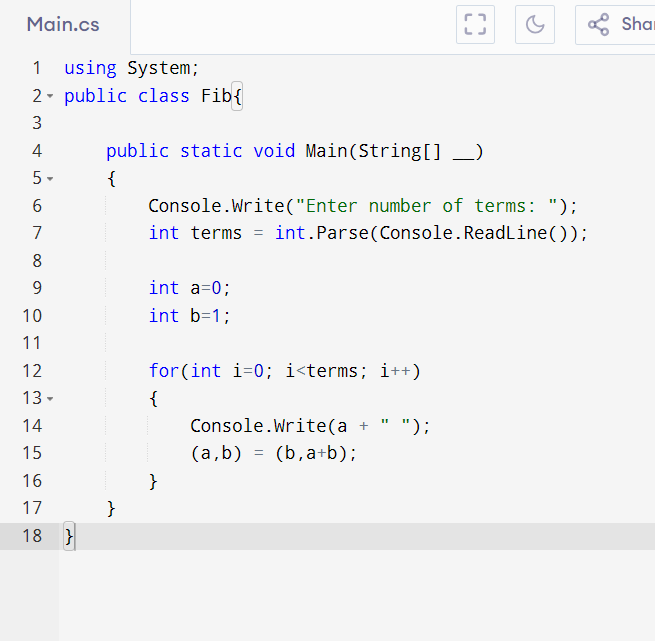 Main.cs
Shar
1 using System;
2 public class Fib{
3
4 public static void Main(String[] __)
5 {
6 Console.Write("Enter number of terms: ");
7 int terms = int.Parse(Console.ReadLine());
8
9 int a=0;
10 int b=1;
11
12 for(int i=0; i<terms; i++)
13 {
14 Console.Write(a + " ");
15 (a,b) = (b,a+b);
16 }
17 }
18 }